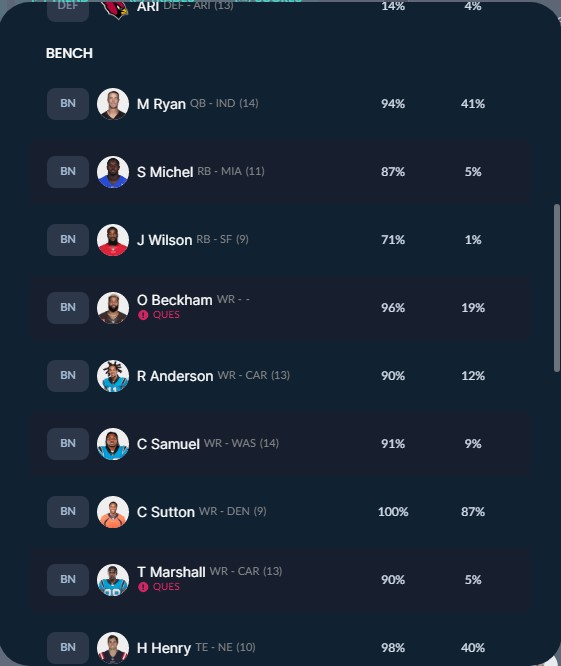 DEF ARI DEF - ARI (13) 14% 4%
BENCH
BN M Ryan QB - IND (14) 94% 41%
BN S Michel RB - MIA (11) 87% 5%
BN J Wilson RB - SF (9) 71% 1%
BN O Beckham WR - - 96% 19%
! QUES
BN R Anderson WR - CAR (13) 90% 12%
BN C Samuel WR - WAS (14) 91% 9%
BN C Sutton WR - DEN (9) 100% 87%
BN T Marshall WR - CAR (13) 90% 5%
! QUES
BN H Henry TE - NE (10) 98% 40%